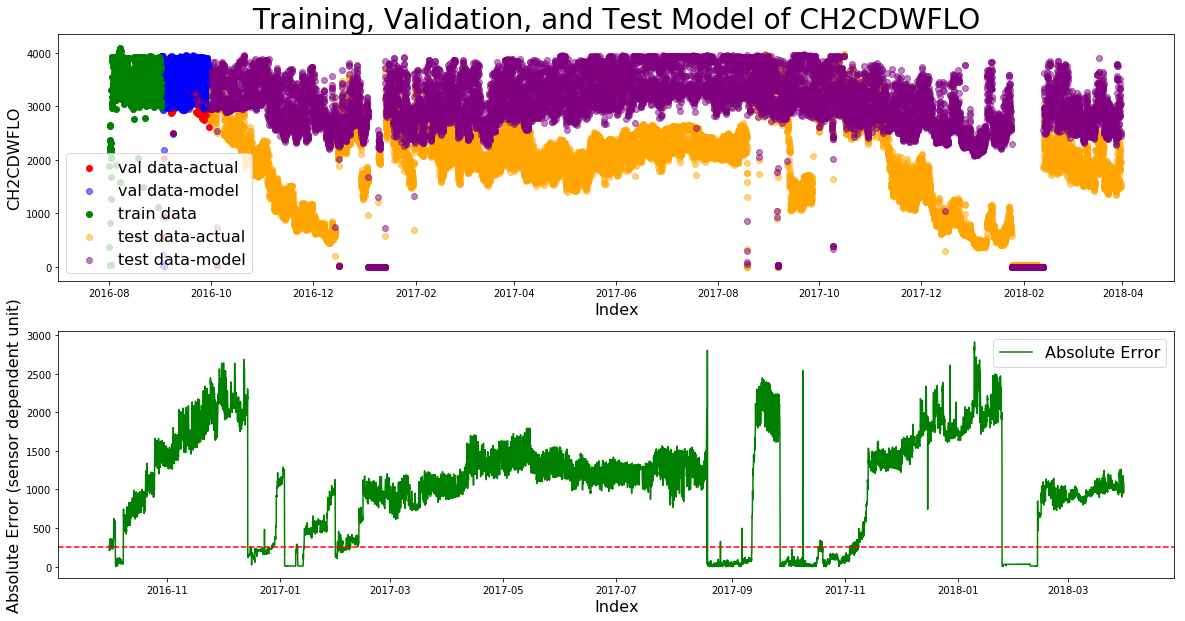 Training, Validation, and Test Model of CH2CDWFLO
CH2CDWFLO
4000
3000
2000
1000
0
val data-actual
val data-model
train data
test data-actual
test data-model
2016-08 2016-10 2016-12 2017-02 2017-04 2017-06 2017-08 2017-10 2017-12 2018-02 2018-04
Index
Absolute Error (sensor dependent unit)
3000
2500
2000
1500
1000
500
0
Absolute Error
2016-11 2017-01 2017-03 2017-05 2017-07 2017-09 2017-11 2018-01 2018-03
Index